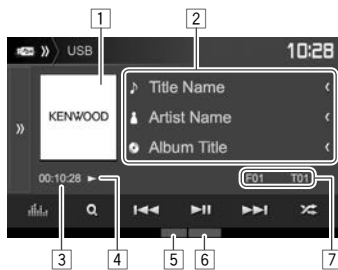 1 2
USB 10:28
KENWOOD
Title Name
Artist Name
Album Title
00:10:28 F01 T01
3 4 5 6 7